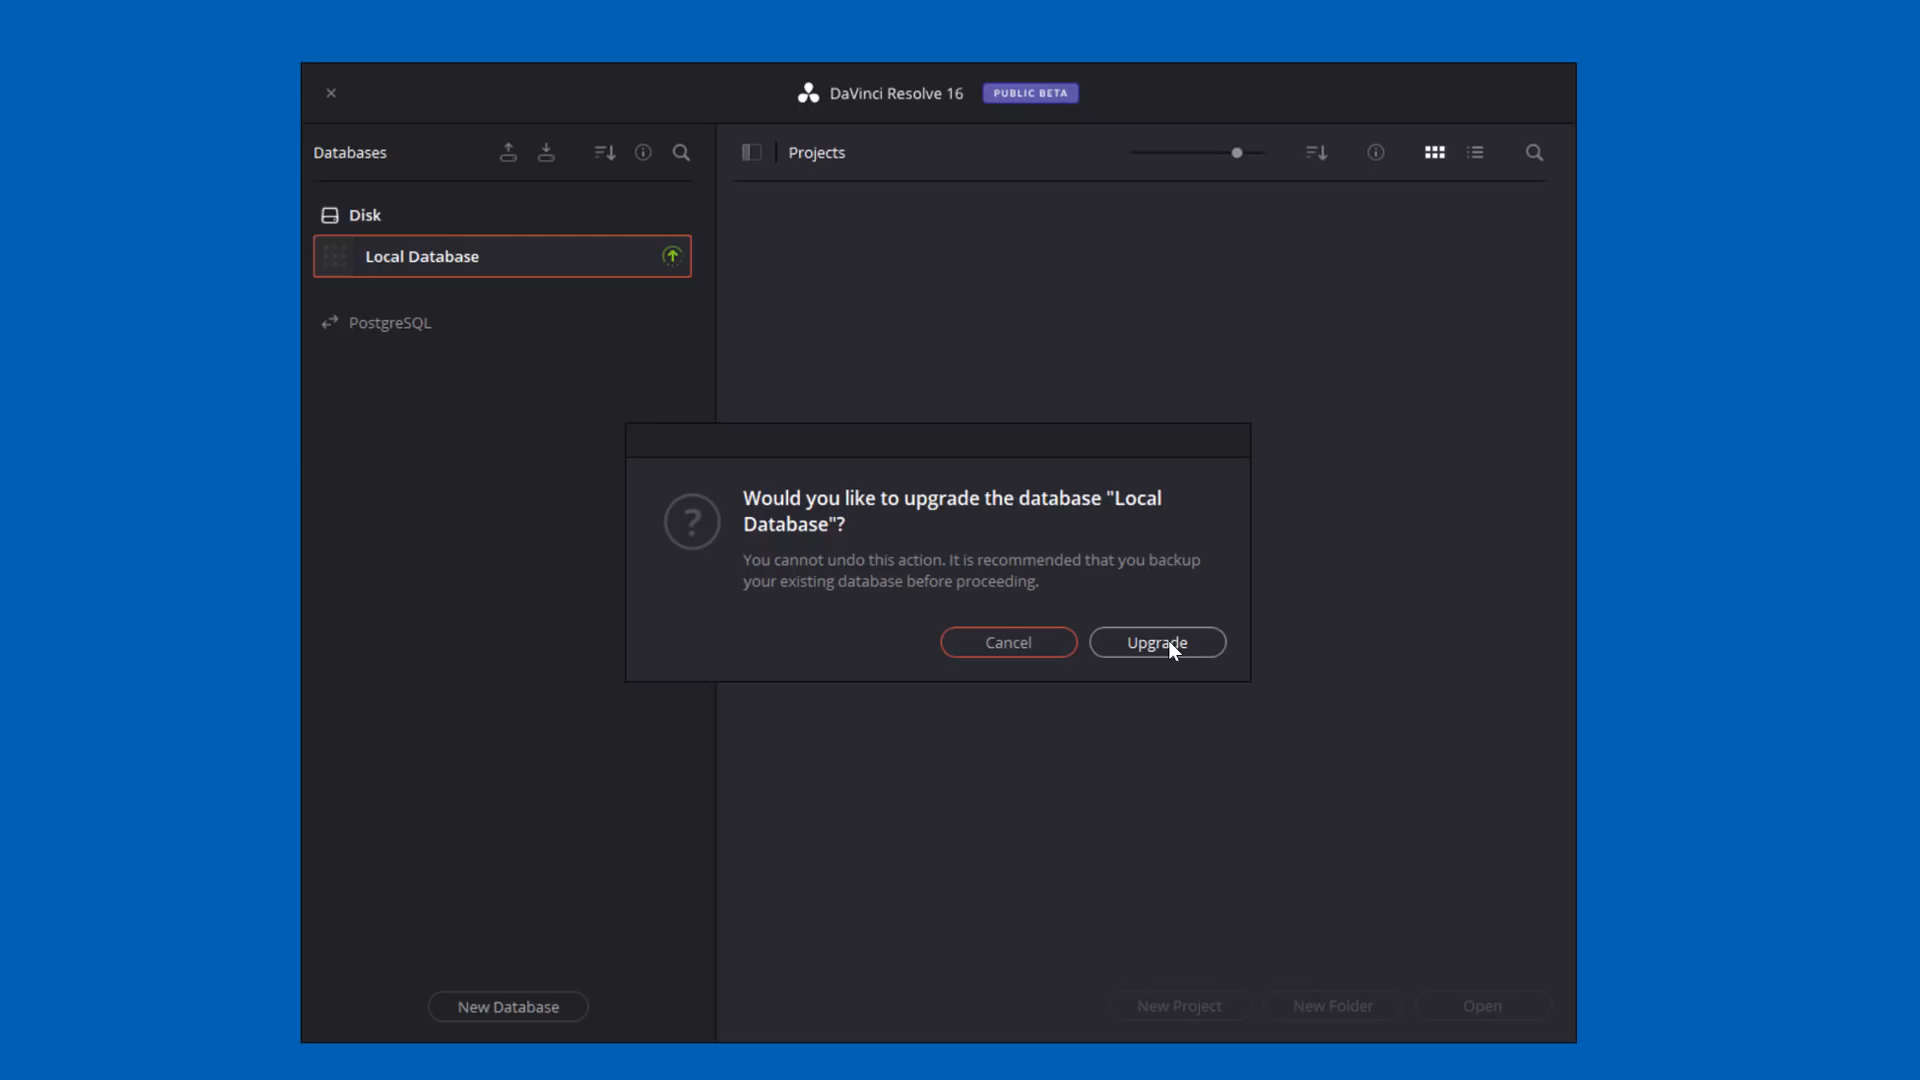 DaVinci Resolve 16 PUBLIC BETA
Databases
Projects
Disk
Local Database
PostgreSQL
?
Would you like to upgrade the database "Local
Database"?
You cannot undo this action. It is recommended that you backup
your existing database before proceeding.
Cancel
Upgrade
New Database
New Project
New Folder
Open